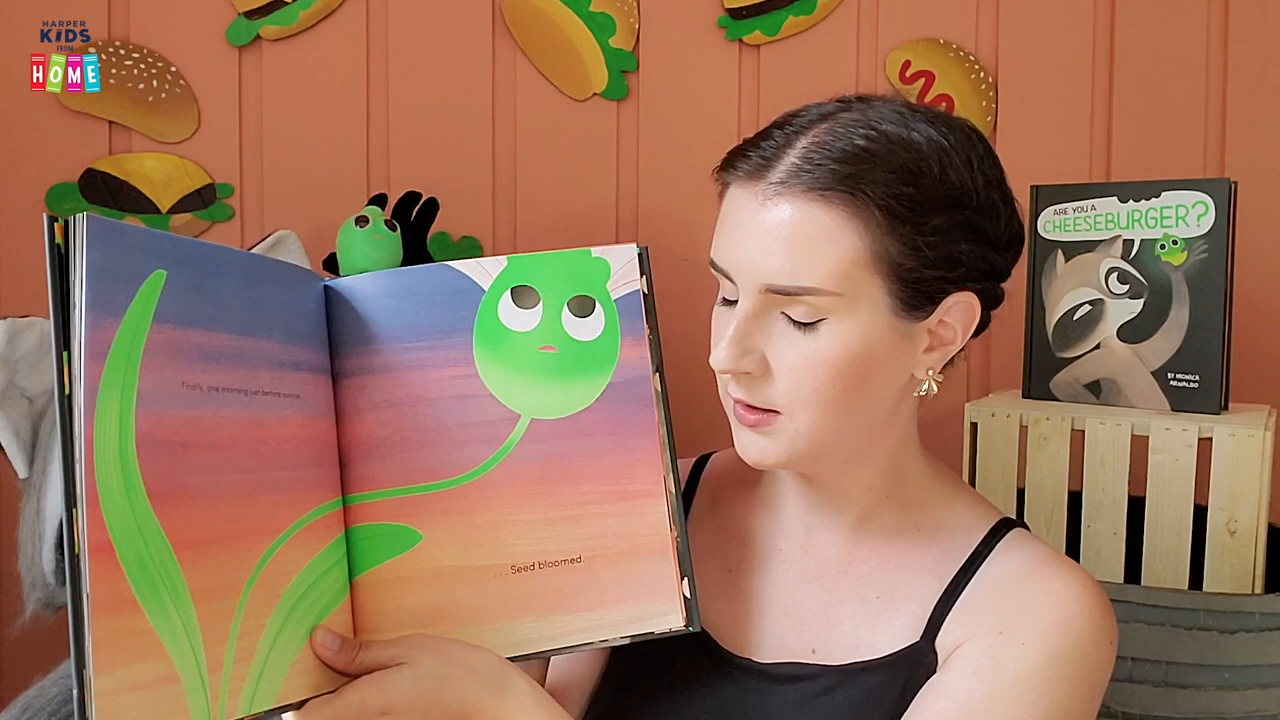 HARPER
KIDS
FROM
HOME
ARE YOU A
CHEESEBURGER?
BY MONICA
ARNALDO
Finally, one morning just before sunrise
. . . Seed bloomed.